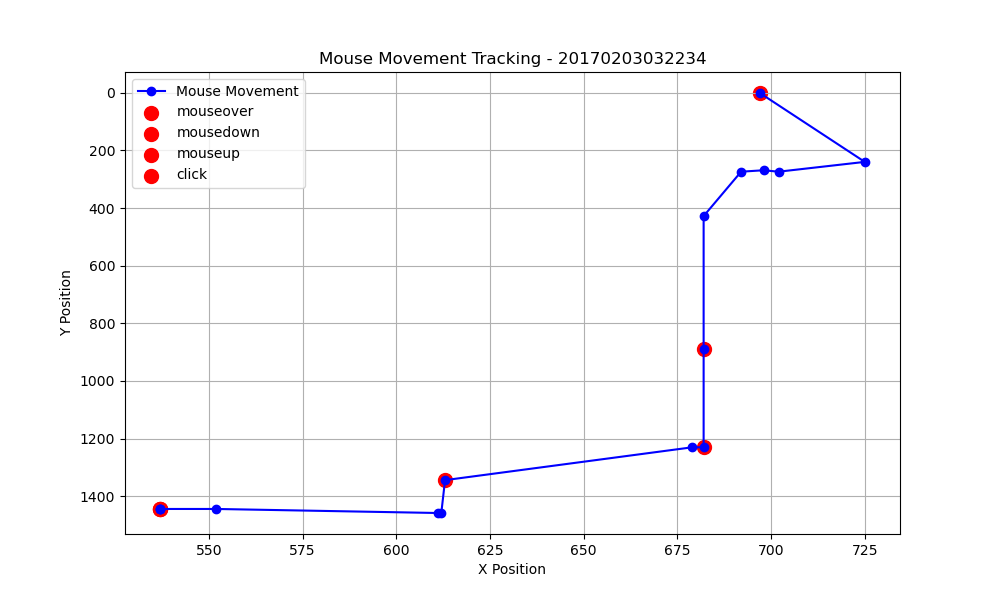 Mouse Movement Tracking - 20170203032234
Mouse Movement
mouseover
mousedown
mouseup
click
0
200
400
600
800
1000
1200
1400
Y Position
550 575 600 625 650 675 700 725
X Position